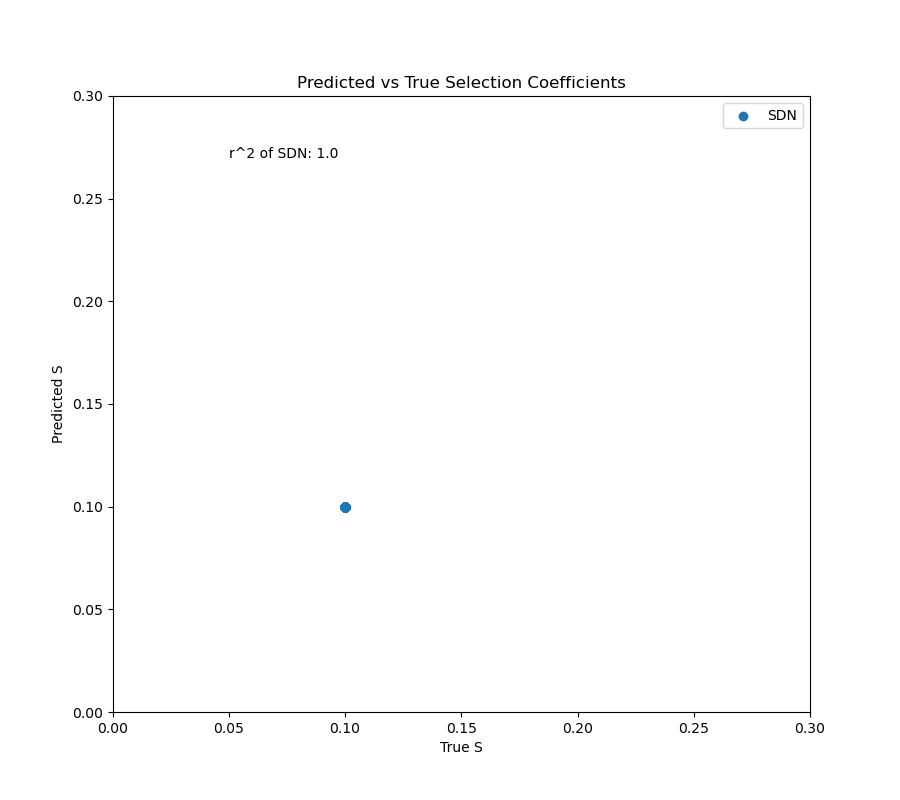 Predicted vs True Selection Coefficients
0.30
SDN
r^2 of SDN: 1.0
0.25
0.20
0.15
Predicted S
0.10
0.05
0.00
0.00 0.05 0.10 0.15 0.20 0.25 0.30
True S